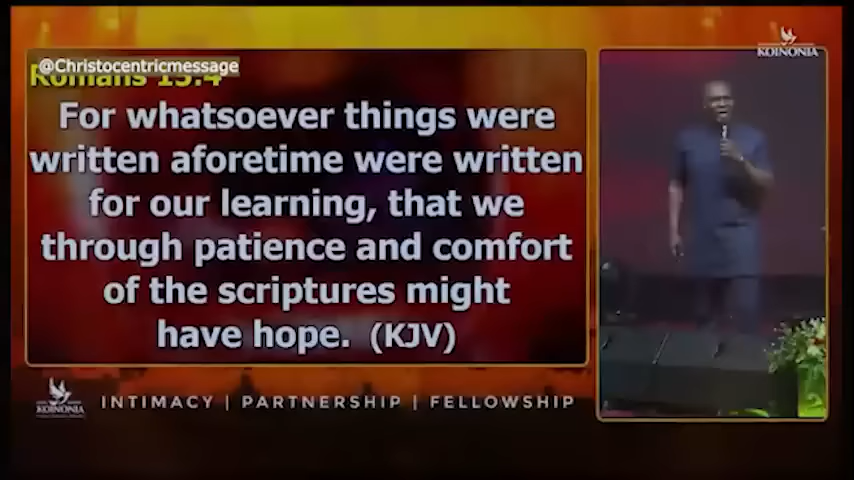 @Christocentricmessage
Romans 15:4
For whatsoever things were
written aforetime were written
for our learning, that we
through patience and comfort
of the scriptures might
have hope. (KJV)
KOINONIA
KOINONIA
INTIMACY | PARTNERSHIP | FELLOWSHIP